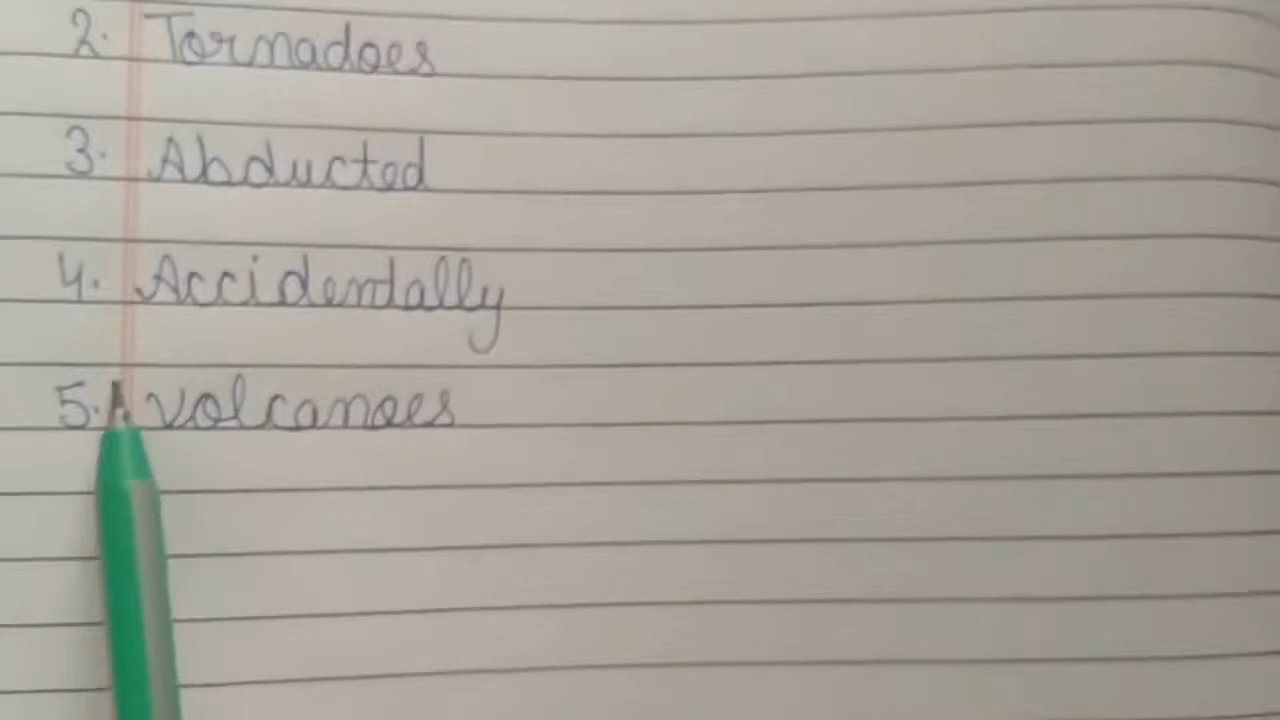 2. Tornadoes
3. Abducted
4. Accidentally
5. volcanoes